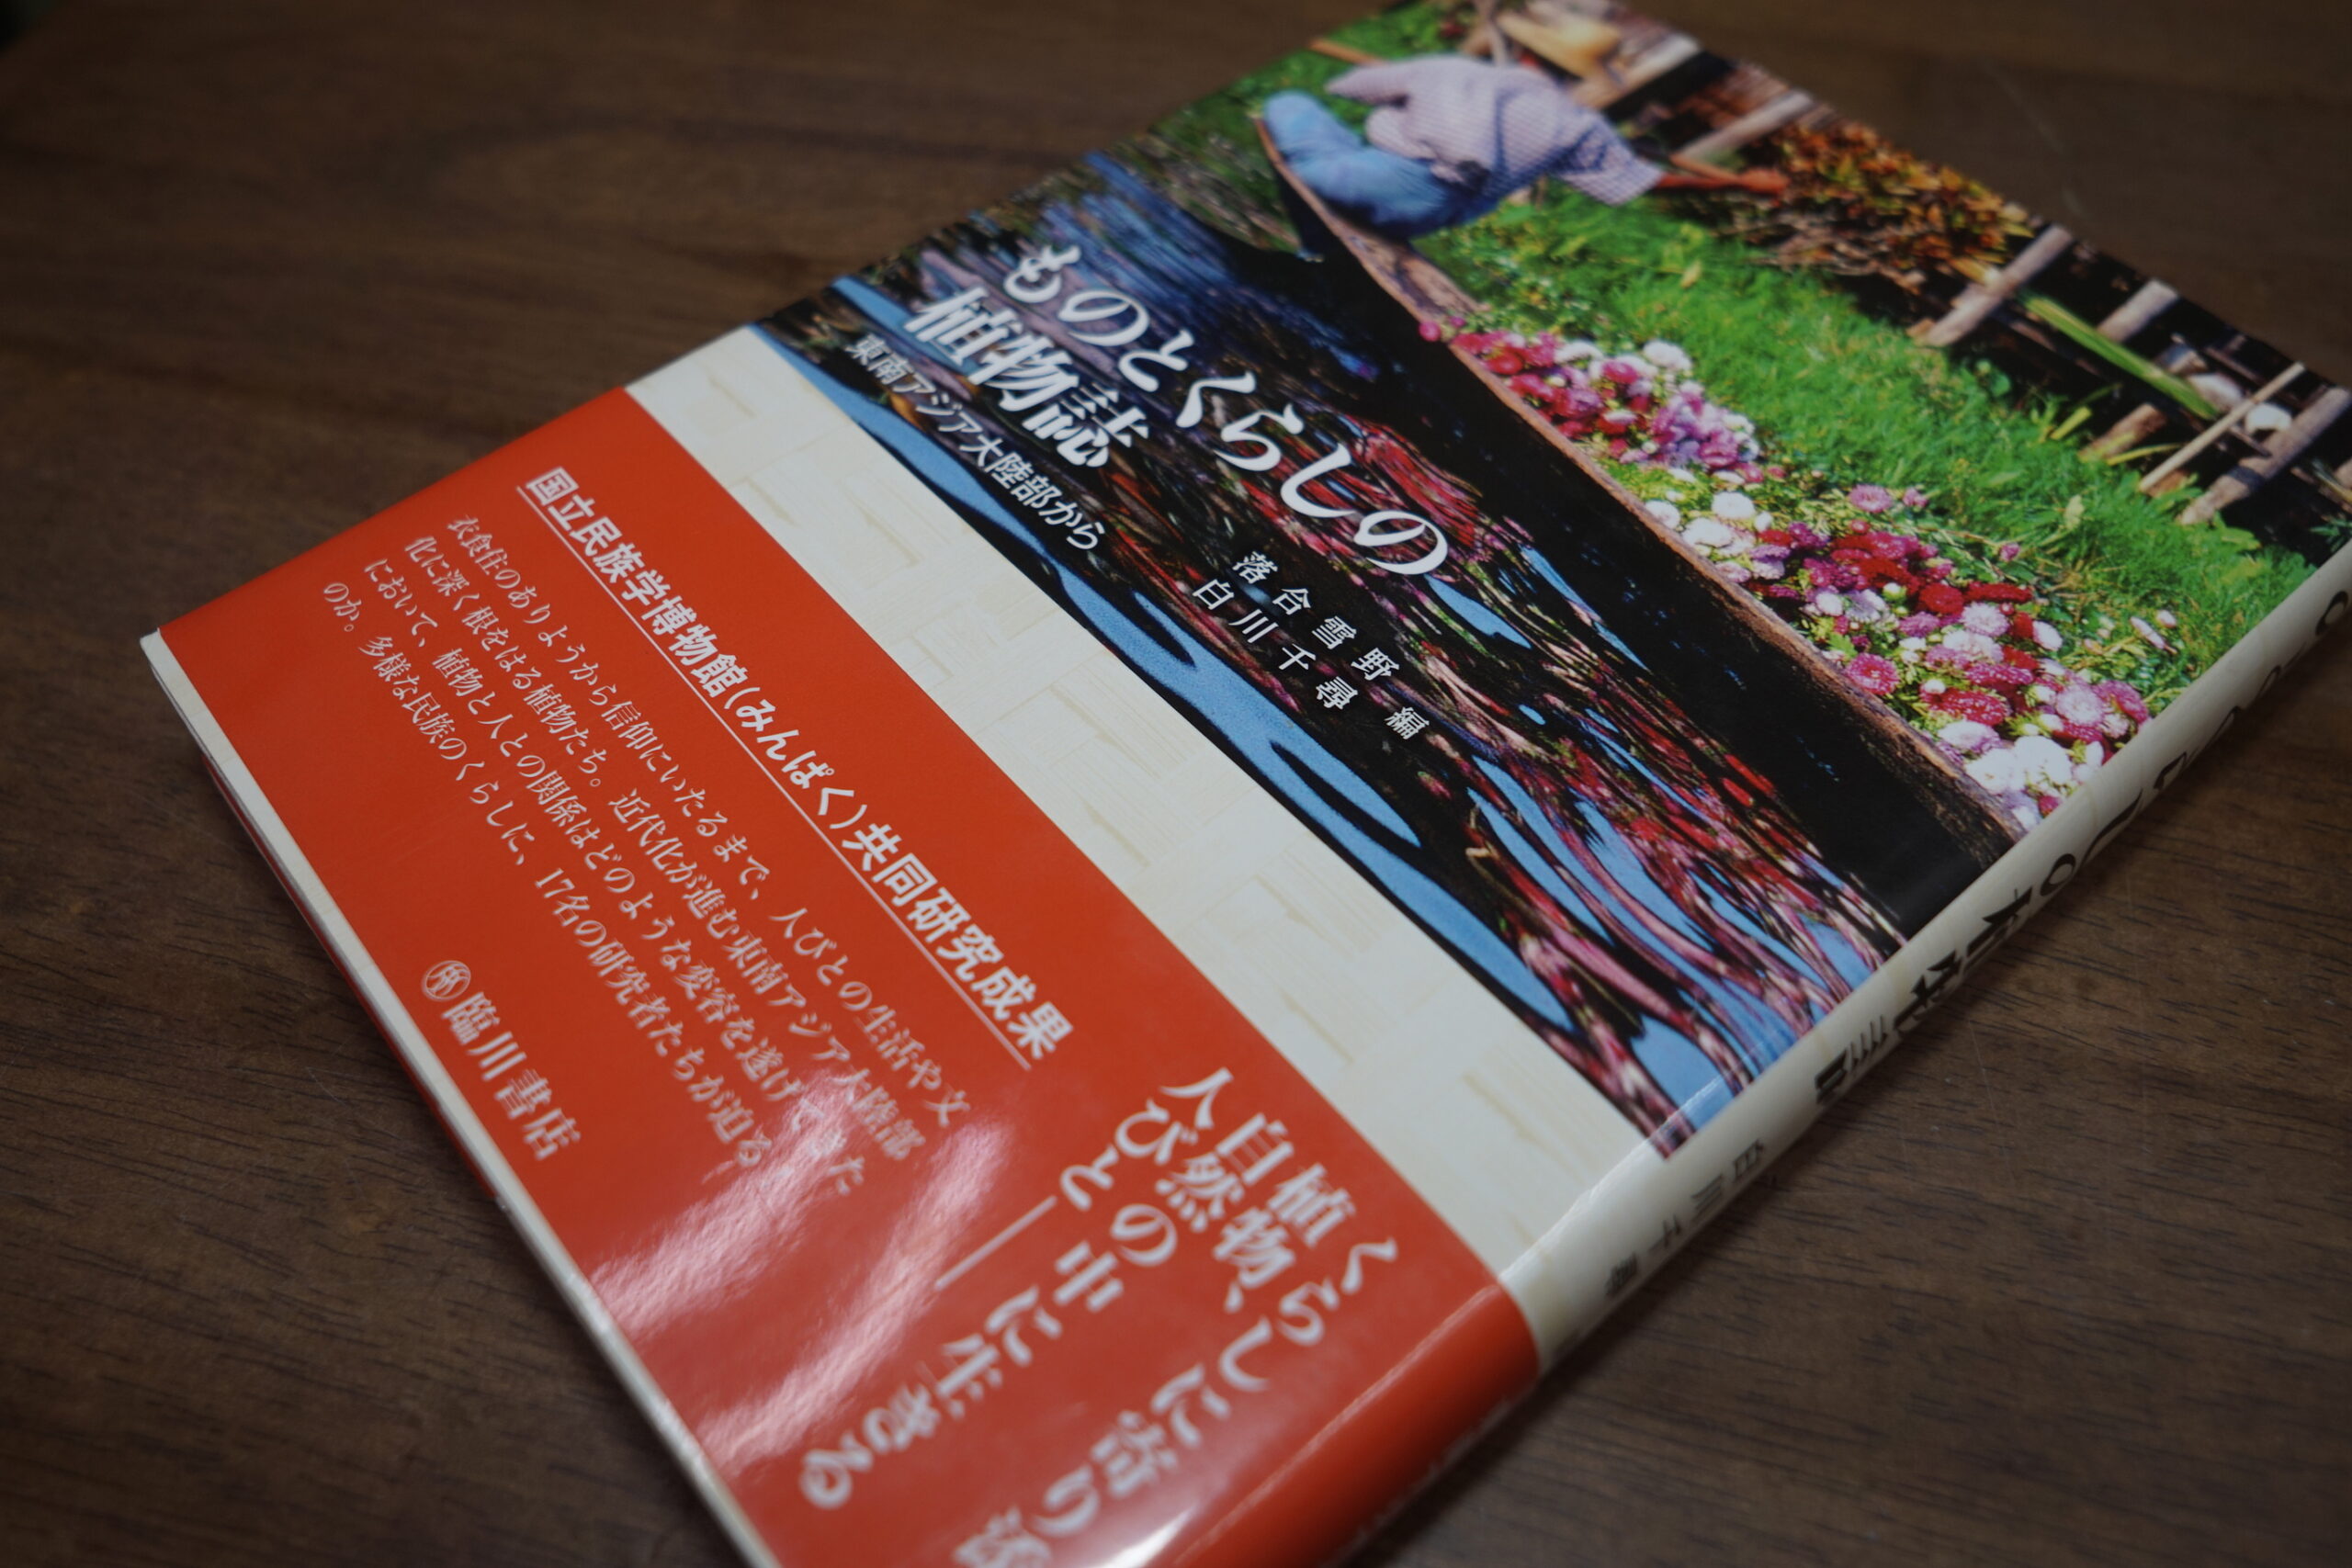 ものとくらしの
植物誌
東南アジア大陸部から
落合雪野
白川千尋 編
くらしに寄り添
植物、
自然
人びとの中に生きる
国立民族学博物館(みんぱく)共同研究成果
衣食住のありようから信仰にいたるまで、人びとの生活や文
化に深く根をはる植物たち。近代化が進む東南アジア大陸部
において、植物と人との関係はどのような変容を遂げてきた
のか。多様な民族のくらしに、17名の研究者たちが迫る。
臨川書店
白川千尋